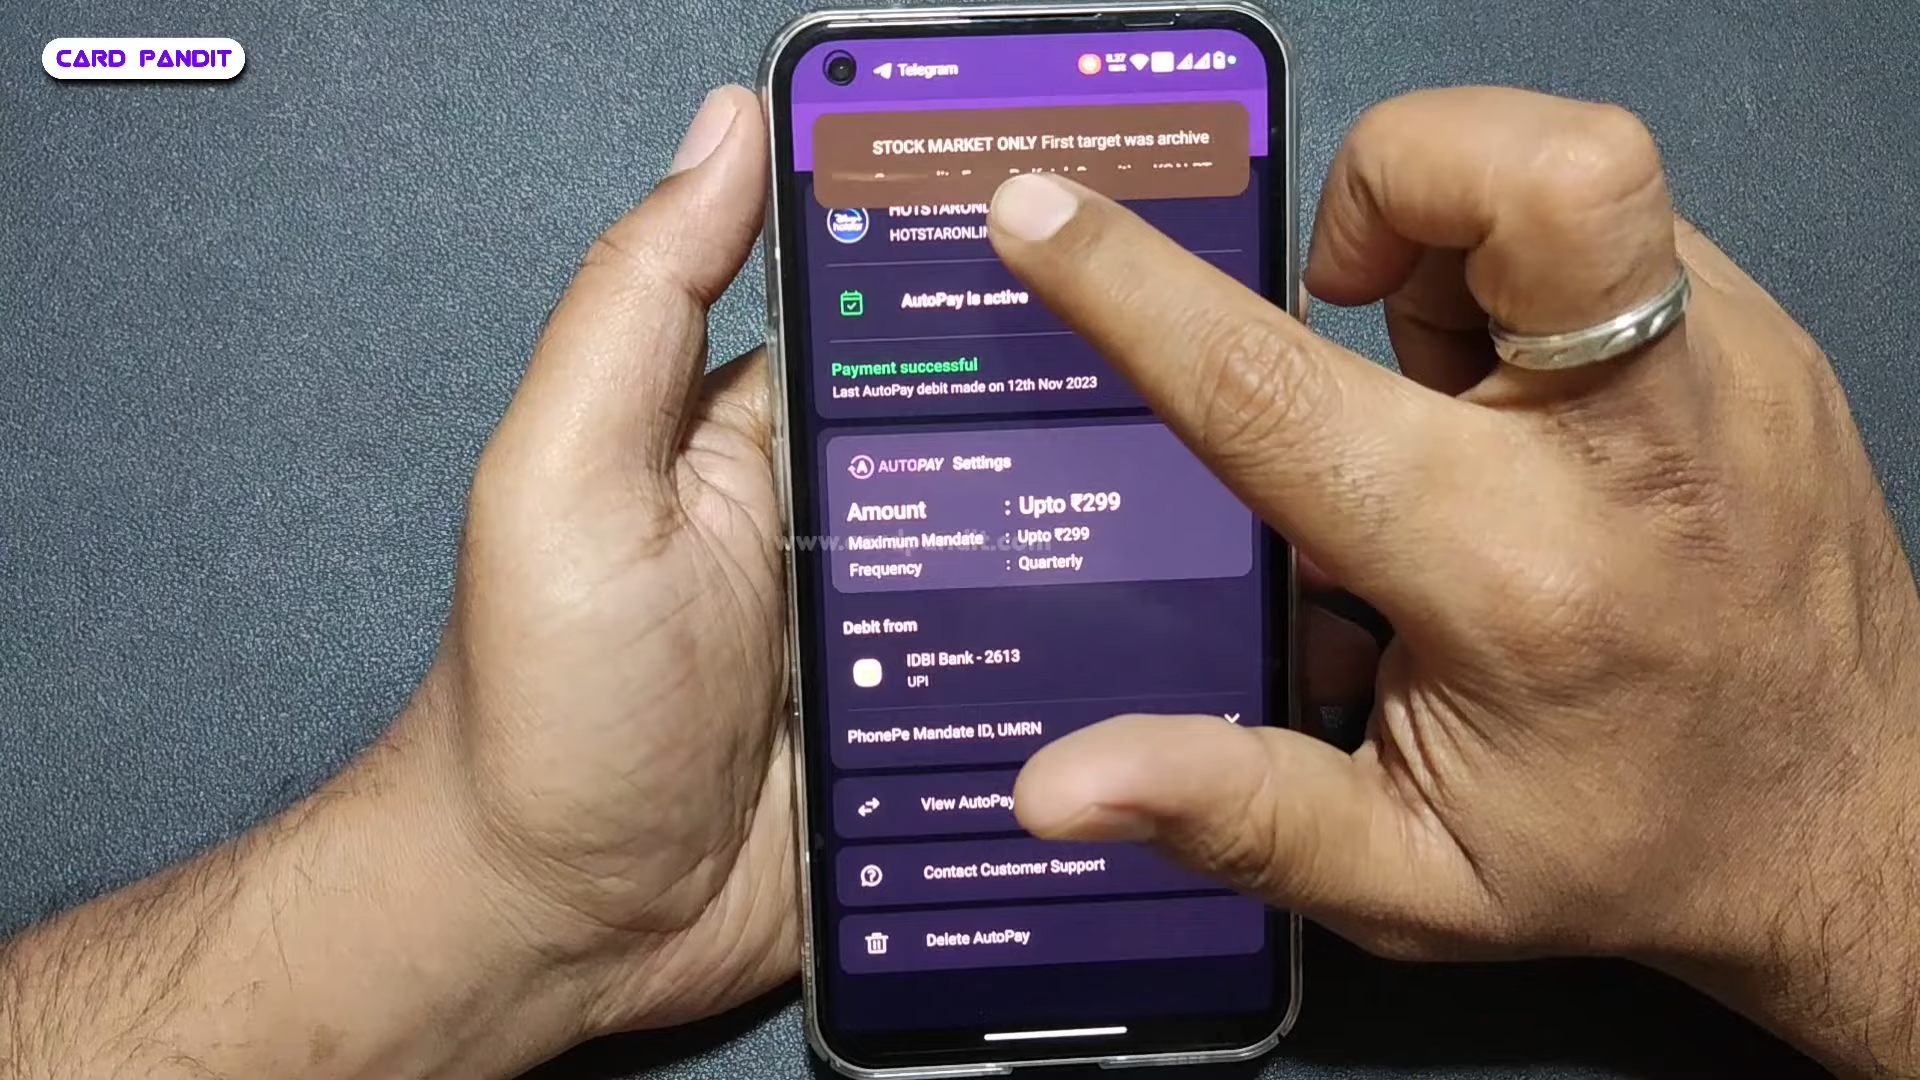 CARD PANDIT
Telegram
STOCK MARKET ONLY First target was archive
HOTSTARONL
HOTSTARONLIN
AutoPay is active
Payment successful
Last AutoPay debit made on 12th Nov 2023
AUTOPAY Settings
Amount : Upto ₹299
Maximum Mandate : Upto ₹299
Frequency : Quarterly
Debit from
IDBI Bank - 2613
UPI
PhonePe Mandate ID, UMRN
View AutoPay
Contact Customer Support
Delete AutoPay